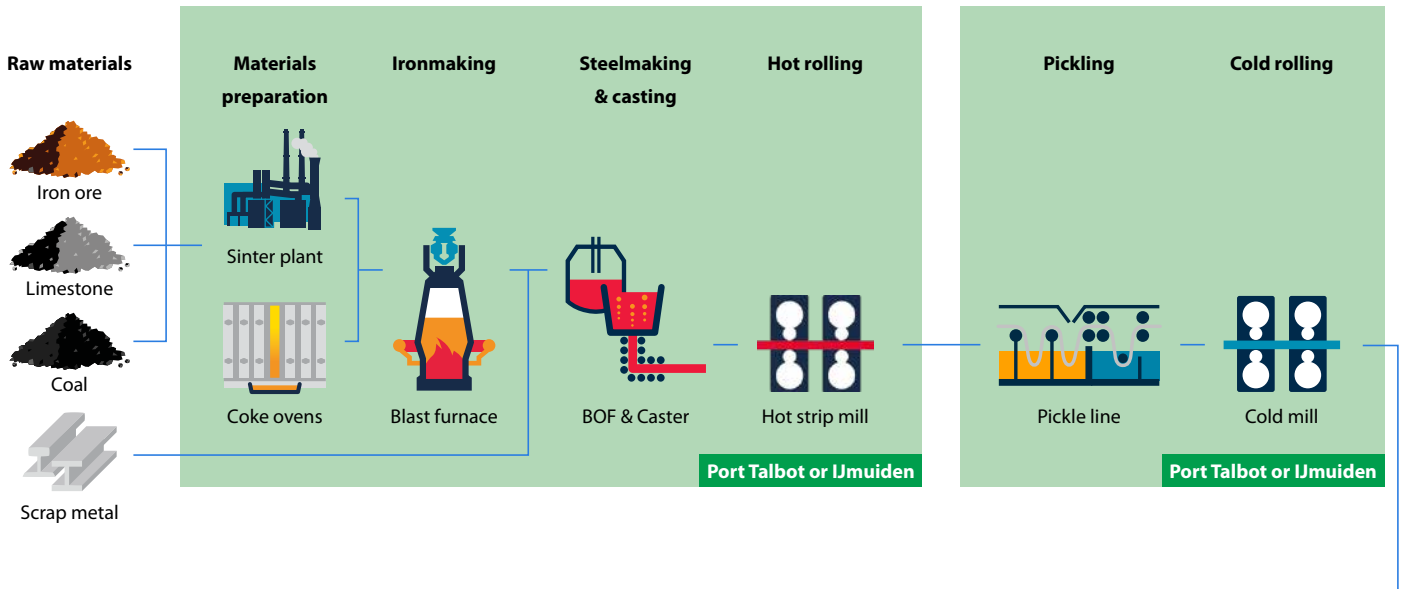 Raw materials
Materials
preparation
Ironmaking
Steelmaking
& casting
Hot rolling
Pickling
Cold rolling
Iron ore
Limestone
Coal
Scrap metal
Sinter plant
Coke ovens
Blast furnace
BOF & Caster
Hot strip mill
Port Talbot or IJmuiden
Pickle line
Cold mill
Port Talbot or IJmuiden